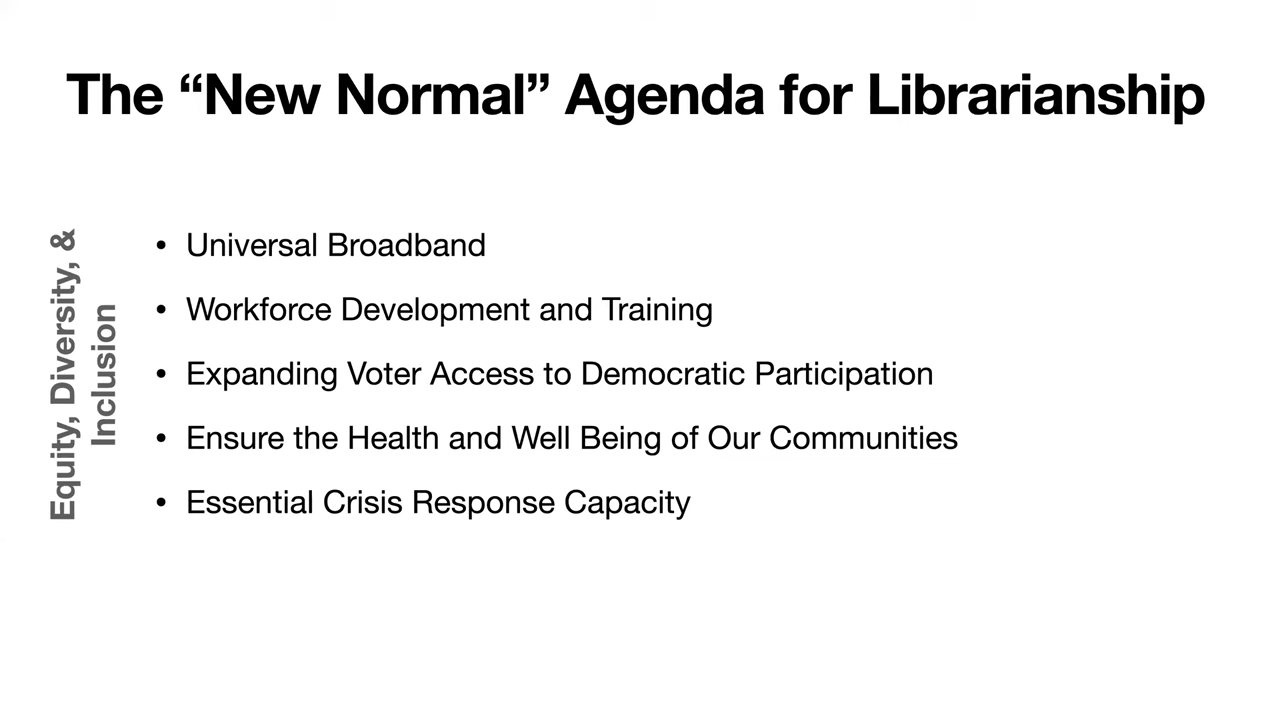 The “New Normal” Agenda for Librarianship
Equity, Diversity, &
Inclusion
• Universal Broadband
• Workforce Development and Training
• Expanding Voter Access to Democratic Participation
• Ensure the Health and Well Being of Our Communities
• Essential Crisis Response Capacity